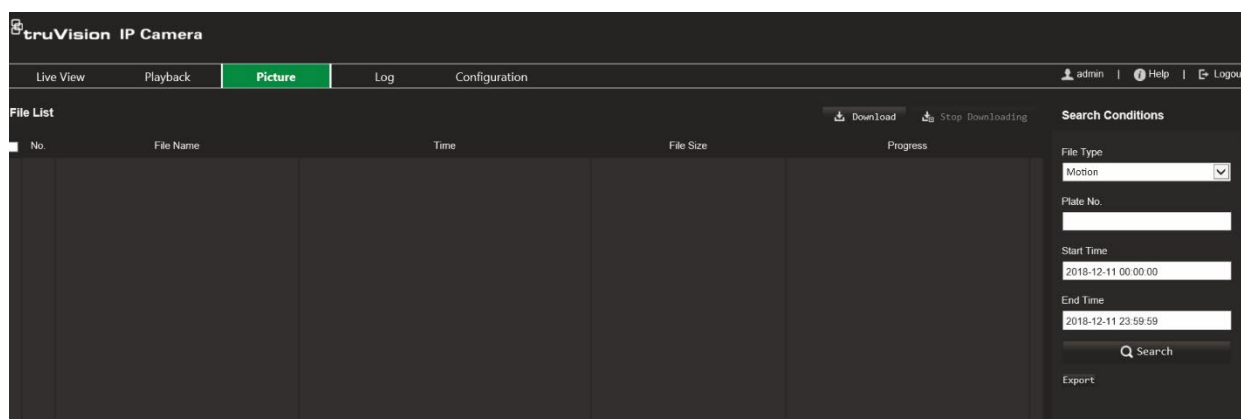 truVision IP Camera
Live View Playback Picture Log Configuration admin | Help | Logou
File List Download Stop Downloading Search Conditions
No. File Name Time File Size Progress
File Type
Motion
Plate No.
Start Time
2018-12-11 00:00:00
End Time
2018-12-11 23:59:59
Search
Export